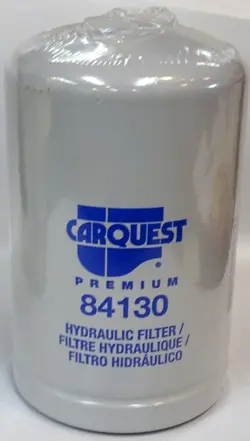 CARQUEST
®
PREMIUM
84130
HYDRAULIC FILTER/
FILTRE HYDRAULIQUE/
FILTRO HIDRÁULICO